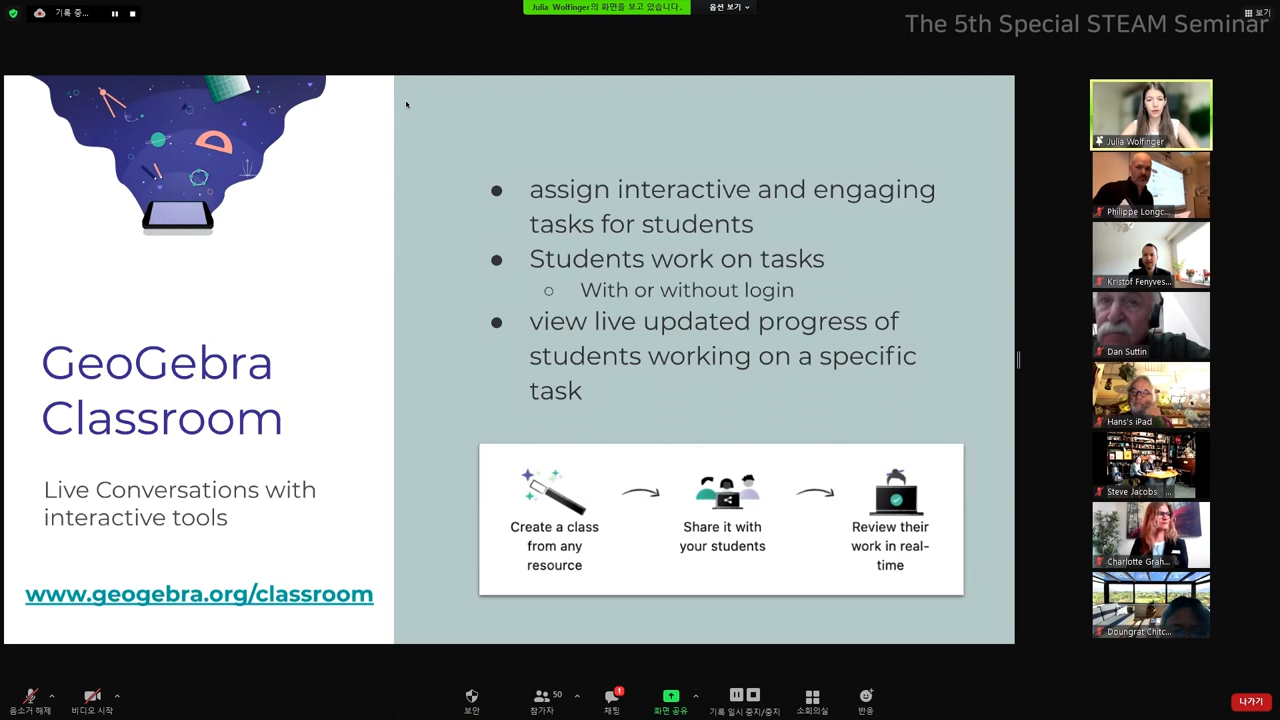 기록 중...
Julia Wolfinger의 화면을 보고 있습니다.
옵션 보기
보기
The 5th Special STEAM Seminar
GeoGebra
Classroom
Live Conversations with
interactive tools
www.geogebra.org/classroom
● assign interactive and engaging
tasks for students
● Students work on tasks
○ With or without login
● view live updated progress of
students working on a specific
task
Create a class
from any
resource
Share it with
your students
Review their
work in real-
time
Julia Wolfinger
Philippe Longc...
Kristof Fenyves...
Dan Suttin
Hans's iPad
Steve Jacobs ...
Charlotte Grah...
Doungrat Chitc...
음소거 해제
비디오 시작
보안
참가자
50
채팅
1
화면 공유
기록 일시 중지/중지
소회의실
반응
나가기